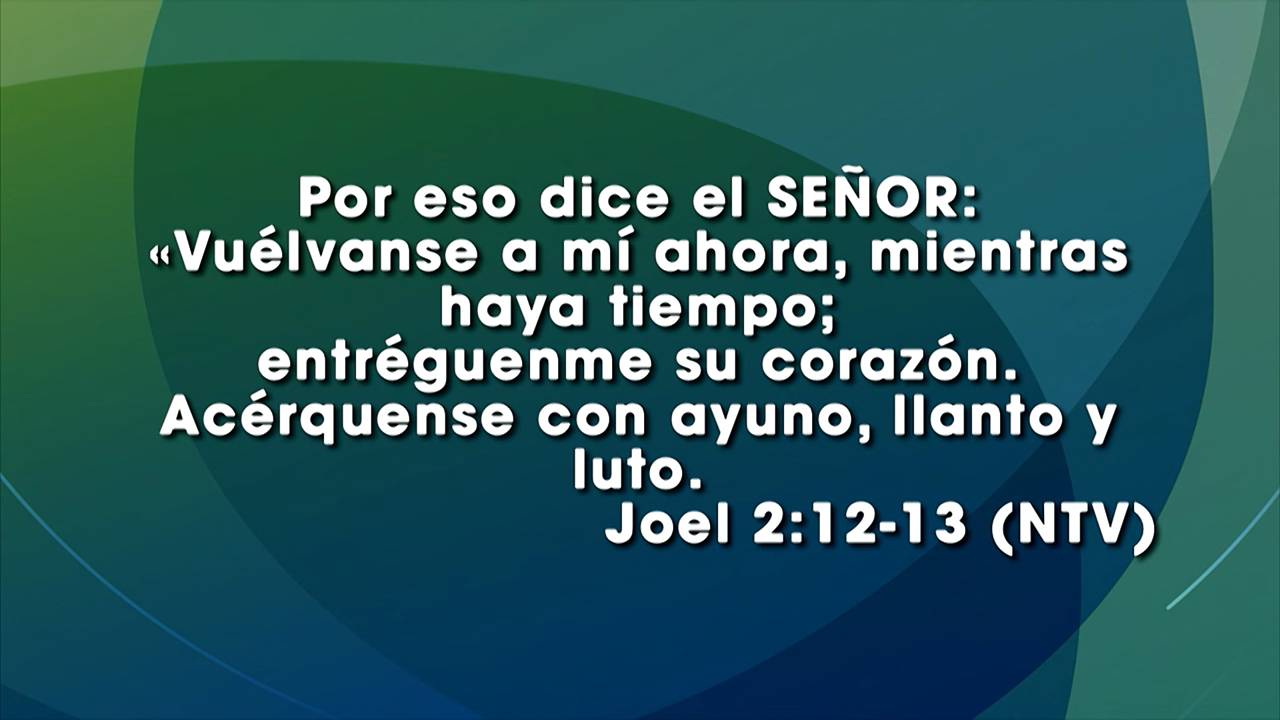 Por eso dice el SEÑOR:
«Vuélvanse a mí ahora, mientras
haya tiempo;
entréguenme su corazón.
Acérquense con ayuno, llanto y
luto.
Joel 2:12-13 (NTV)